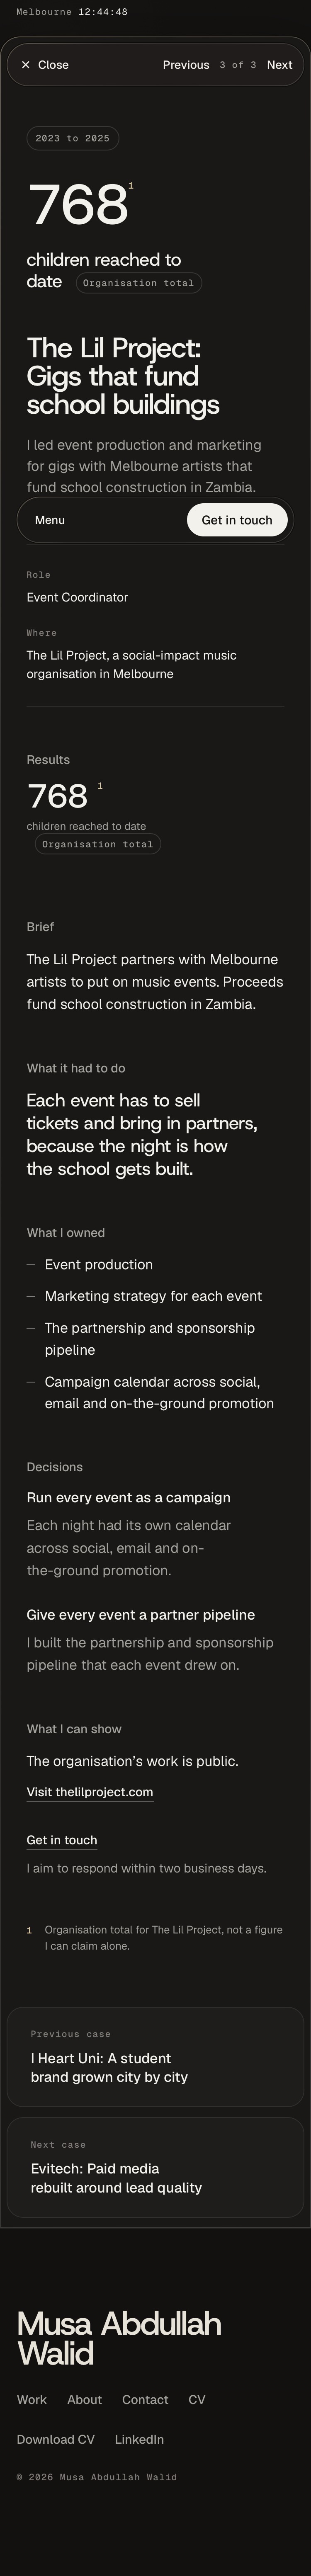 Melbourne 12:44:48
× Close Previous 3 of 3 Next
2023 to 2025
768 1
children reached to
date Organisation total
The Lil Project:
Gigs that fund
school buildings
I led event production and marketing
for gigs with Melbourne artists that
fund school construction in Zambia.
Menu Get in touch
Role
Event Coordinator
Where
The Lil Project, a social-impact music
organisation in Melbourne
Results
768 1
children reached to date
Organisation total
Brief
The Lil Project partners with Melbourne
artists to put on music events. Proceeds
fund school construction in Zambia.
What it had to do
Each event has to sell
tickets and bring in partners,
because the night is how
the school gets built.
What I owned
— Event production
— Marketing strategy for each event
— The partnership and sponsorship
pipeline
— Campaign calendar across social,
email and on-the-ground promotion
Decisions
Run every event as a campaign
Each night had its own calendar
across social, email and on-
the-ground promotion.
Give every event a partner pipeline
I built the partnership and sponsorship
pipeline that each event drew on.
What I can show
The organisation’s work is public.
Visit thelilproject.com
Get in touch
I aim to respond within two business days.
1 Organisation total for The Lil Project, not a figure
I can claim alone.
Previous case
I Heart Uni: A student
brand grown city by city
Next case
Evitech: Paid media
rebuilt around lead quality
Musa Abdullah
Walid
Work About Contact CV
Download CV LinkedIn
© 2026 Musa Abdullah Walid